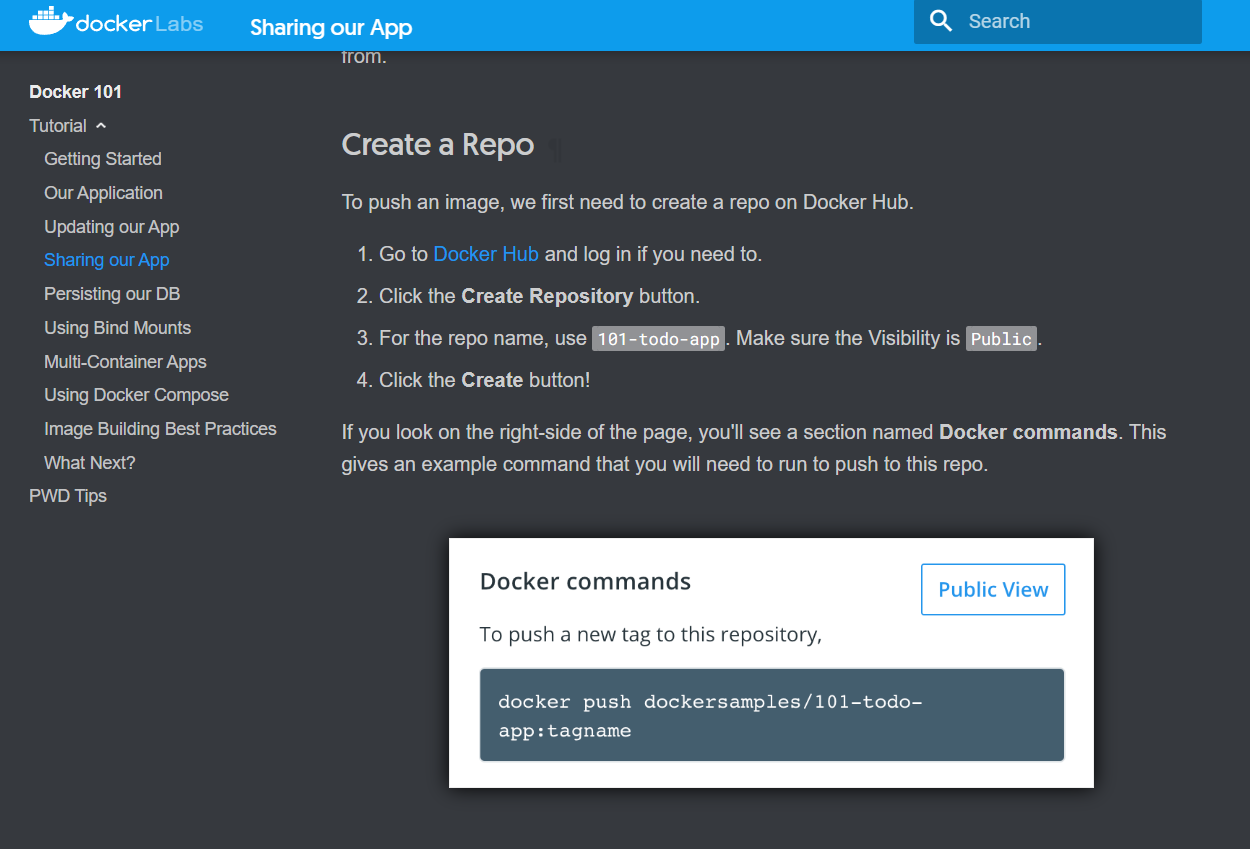 docker Labs
Sharing our App
Search
from.
Docker 101
Tutorial
Getting Started
Our Application
Updating our App
Sharing our App
Persisting our DB
Using Bind Mounts
Multi-Container Apps
Using Docker Compose
Image Building Best Practices
What Next?
PWD Tips
Create a Repo ¶
To push an image, we first need to create a repo on Docker Hub.
1. Go to Docker Hub and log in if you need to.
2. Click the Create Repository button.
3. For the repo name, use 101-todo-app. Make sure the Visibility is Public.
4. Click the Create button!
If you look on the right-side of the page, you'll see a section named Docker commands. This
gives an example command that you will need to run to push to this repo.
Docker commands
Public View
To push a new tag to this repository,
docker push dockersamples/101-todo-
app:tagname